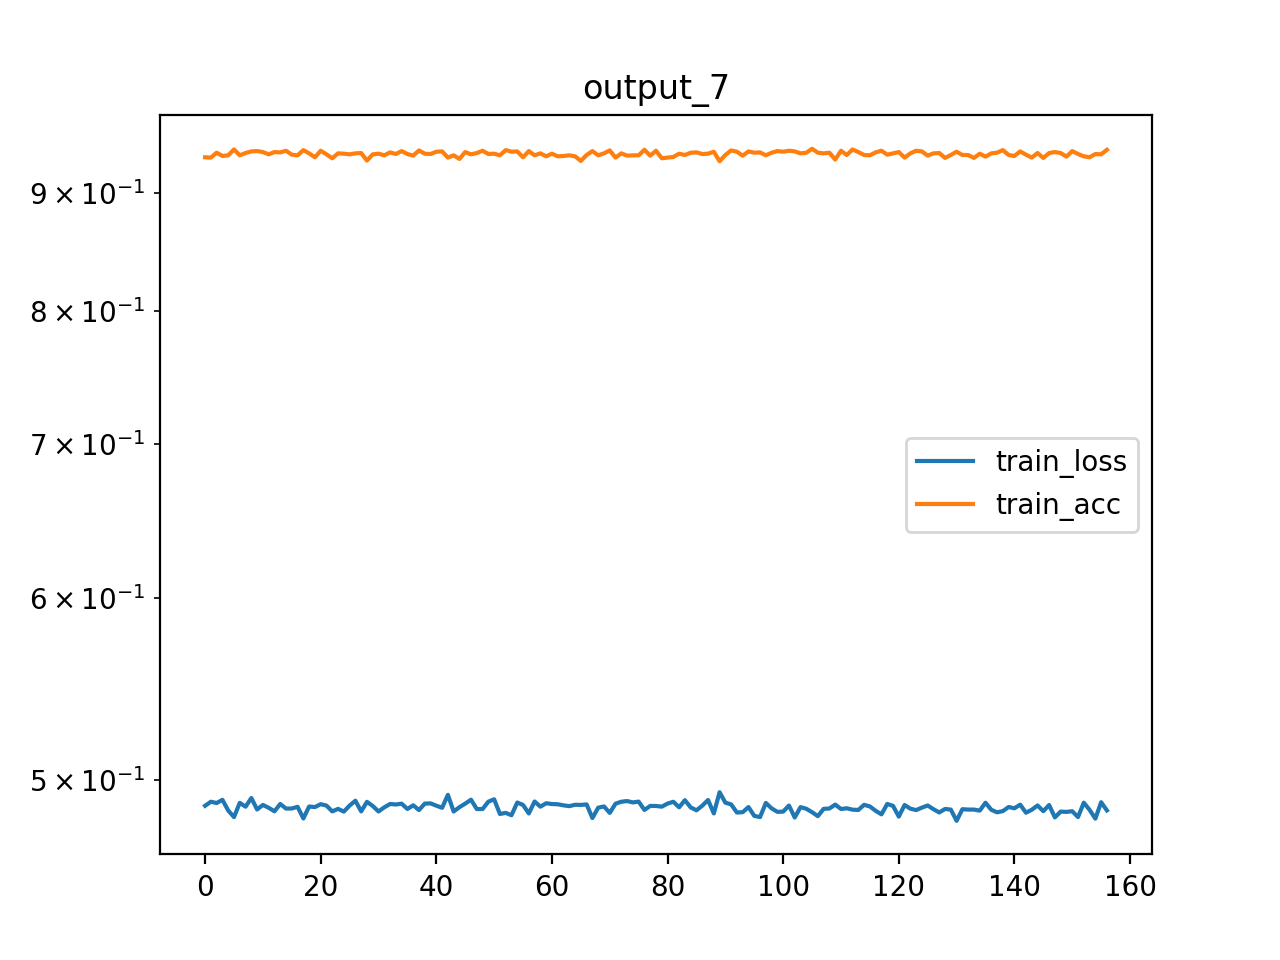 output_7
9 × 10⁻¹
8 × 10⁻¹
7 × 10⁻¹
6 × 10⁻¹
5 × 10⁻¹
train_loss
train_acc
0 20 40 60 80 100 120 140 160